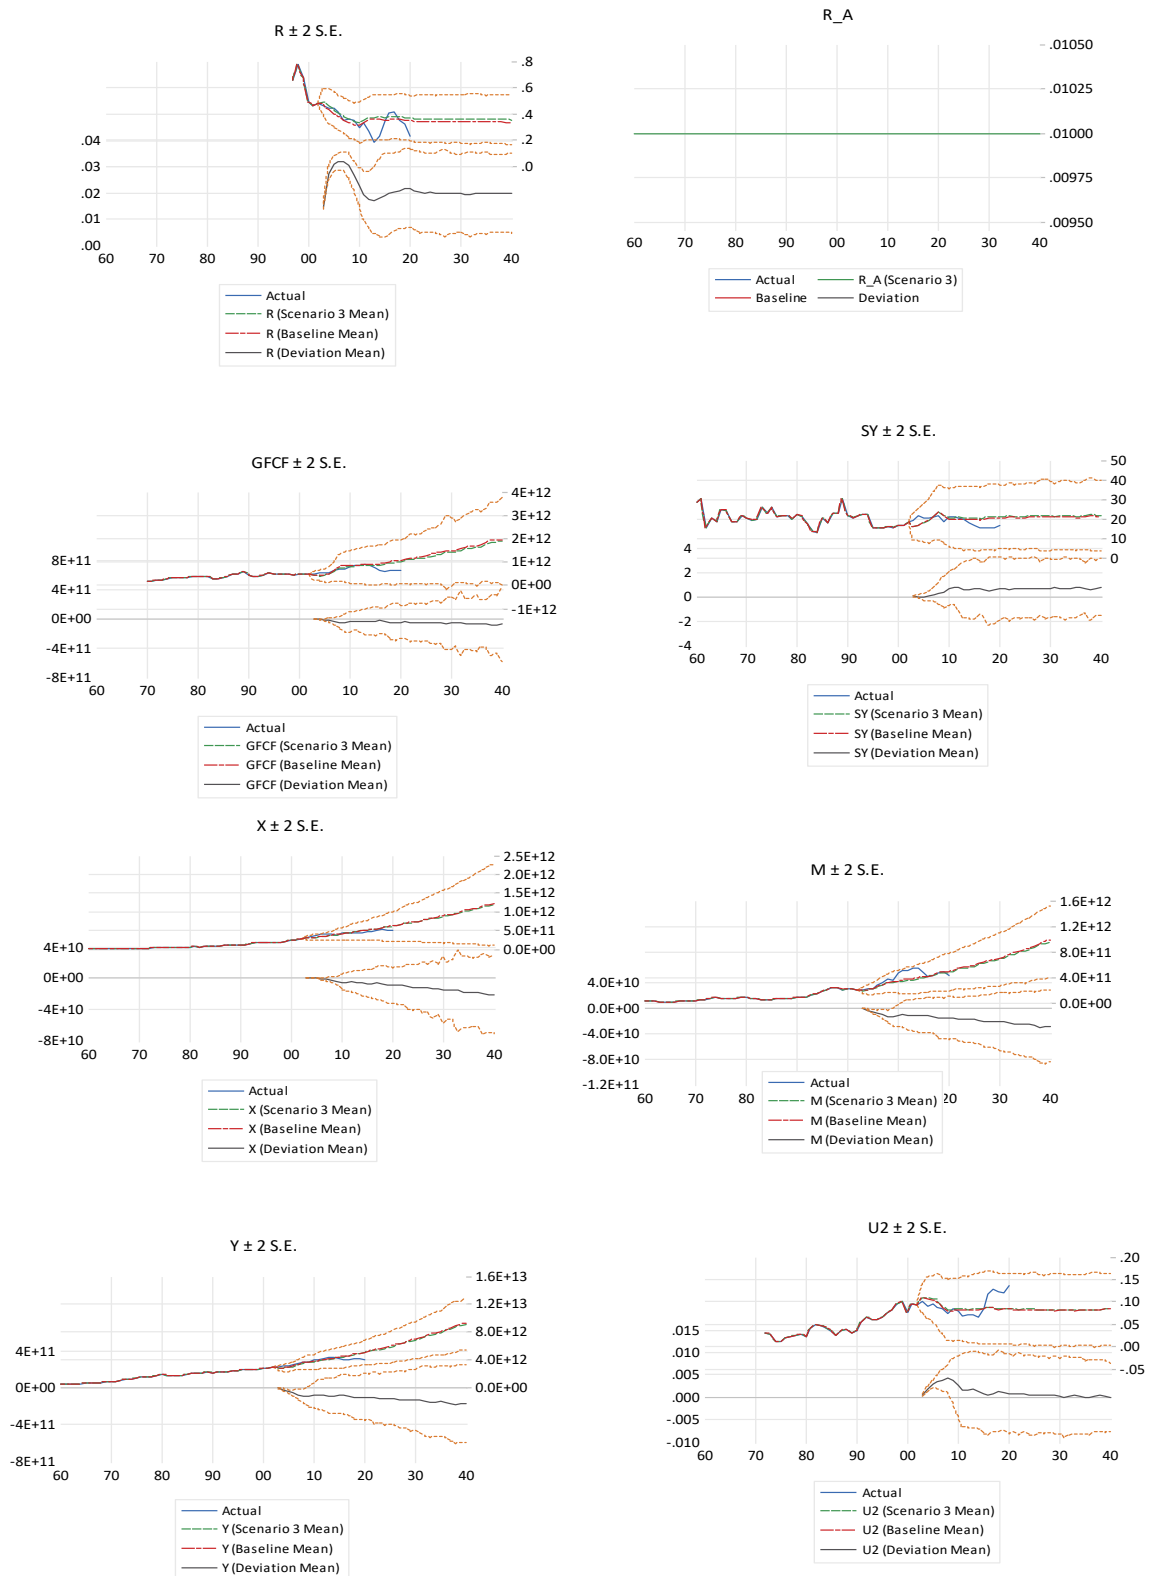 R ± 2 S.E.
.8
.6
.4
.2
.0
.04
.03
.02
.01
.00
60 70 80 90 00 10 20 30 40
Actual
R (Scenario 3 Mean)
R (Baseline Mean)
R (Deviation Mean)
R_A
.01050
.01025
.01000
.00975
.00950
60 70 80 90 00 10 20 30 40
Actual R_A (Scenario 3)
Baseline Deviation
GFCF ± 2 S.E.
4E+12
3E+12
2E+12
1E+12
0E+00
-1E+12
8E+11
4E+11
0E+00
-4E+11
-8E+11
60 70 80 90 00 10 20 30 40
Actual
GFCF (Scenario 3 Mean)
GFCF (Baseline Mean)
GFCF (Deviation Mean)
SY ± 2 S.E.
50
40
30
20
10
0
4
2
0
-2
-4
60 70 80 90 00 10 20 30 40
Actual
SY (Scenario 3 Mean)
SY (Baseline Mean)
SY (Deviation Mean)
X ± 2 S.E.
2.5E+12
2.0E+12
1.5E+12
1.0E+12
5.0E+11
0.0E+00
4E+10
0E+00
-4E+10
-8E+10
60 70 80 90 00 10 20 30 40
Actual
X (Scenario 3 Mean)
X (Baseline Mean)
X (Deviation Mean)
M ± 2 S.E.
1.6E+12
1.2E+12
8.0E+11
4.0E+11
0.0E+00
4.0E+10
0.0E+00
-4.0E+10
-8.0E+10
-1.2E+11
60 70 80 90 00 10 20 30 40
Actual
M (Scenario 3 Mean)
M (Baseline Mean)
M (Deviation Mean)
Y ± 2 S.E.
1.6E+13
1.2E+13
8.0E+12
4.0E+12
0.0E+00
4E+11
0E+00
-4E+11
-8E+11
60 70 80 90 00 10 20 30 40
Actual
Y (Scenario 3 Mean)
Y (Baseline Mean)
Y (Deviation Mean)
U2 ± 2 S.E.
.20
.15
.10
.05
.00
-.05
.015
.010
.005
.000
-.005
-.010
60 70 80 90 00 10 20 30 40
Actual
U2 (Scenario 3 Mean)
U2 (Baseline Mean)
U2 (Deviation Mean)